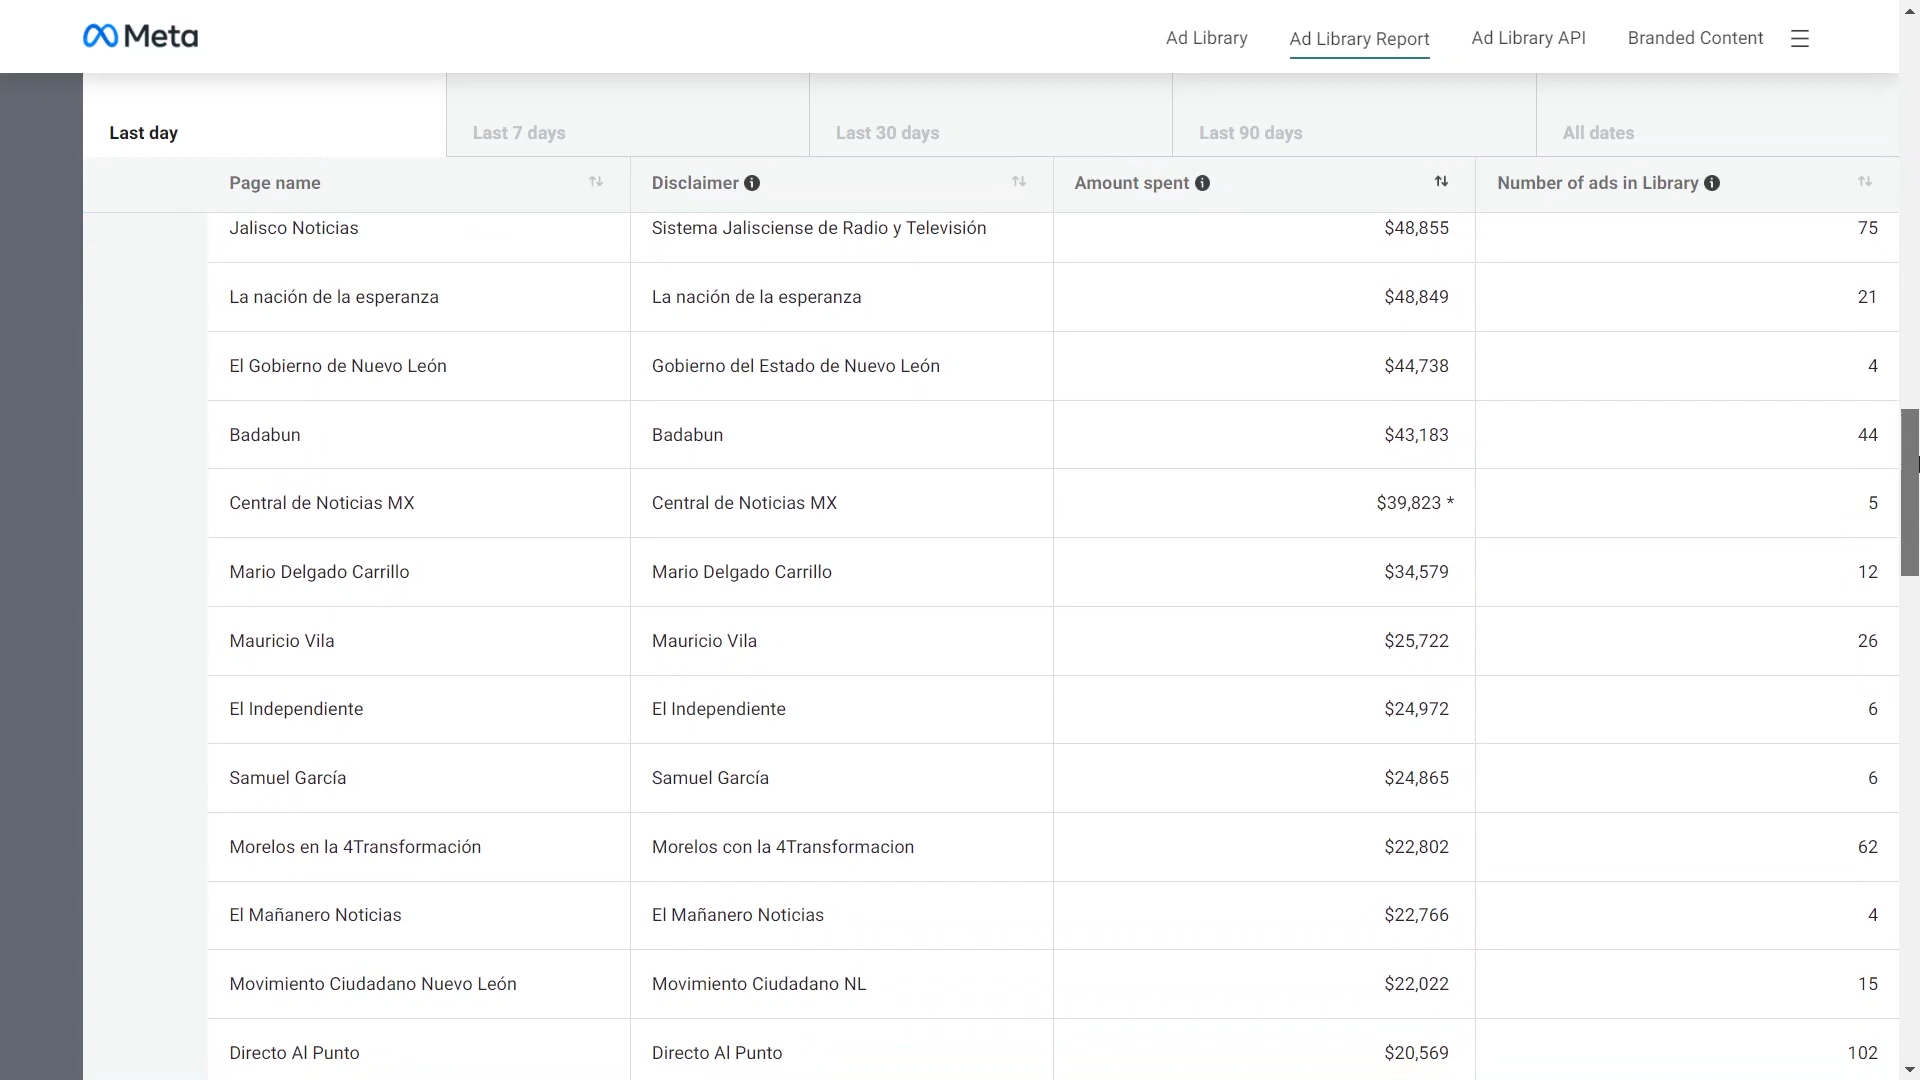 Meta
Ad Library Ad Library Report Ad Library API Branded Content
Last day Last 7 days Last 30 days Last 90 days All dates
Page name Disclaimer Amount spent Number of ads in Library
Jalisco Noticias Sistema Jalisciense de Radio y Televisión $48,855 75
La nación de la esperanza La nación de la esperanza $48,849 21
El Gobierno de Nuevo León Gobierno del Estado de Nuevo León $44,738 4
Badabun Badabun $43,183 44
Central de Noticias MX Central de Noticias MX $39,823 * 5
Mario Delgado Carrillo Mario Delgado Carrillo $34,579 12
Mauricio Vila Mauricio Vila $25,722 26
El Independiente El Independiente $24,972 6
Samuel García Samuel García $24,865 6
Morelos en la 4Transformación Morelos con la 4Transformacion $22,802 62
El Mañanero Noticias El Mañanero Noticias $22,766 4
Movimiento Ciudadano Nuevo León Movimiento Ciudadano NL $22,022 15
Directo Al Punto Directo Al Punto $20,569 102